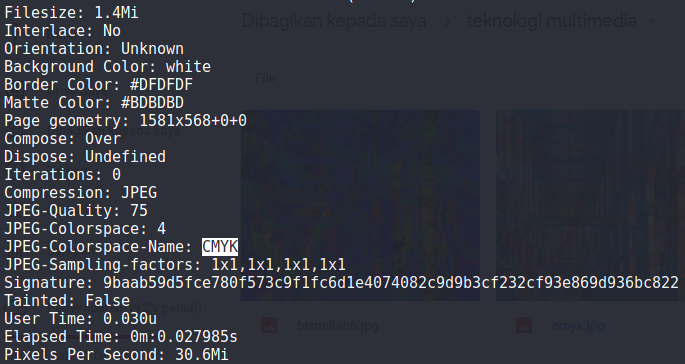 Filesize: 1.4Mi
Dibagikan kepada saya > teknologi multimedia
Interlace: No
Orientation: Unknown
Background Color: white
File
Border Color: #DFDFDF
Matte Color: #BDBDBD
Page geometry: 1581x568+0+0
Compose: Over
Dispose: Undefined
Iterations: 0
Compression: JPEG
JPEG-Quality: 75
JPEG-Colorspace: 4
JPEG-Colorspace-Name: CMYK
JPEG-Sampling-factors: 1x1,1x1,1x1,1x1
Signature: 9baab59d5fce780f573c9f1fc6d1e4074082c9d9b3cf232cf93e869d936bc822
Tainted: False
User Time: 0.030u
bismillah6.jpg
cmyk.jpg
Elapsed Time: 0m:0.027985s
Pixels Per Second: 30.6Mi